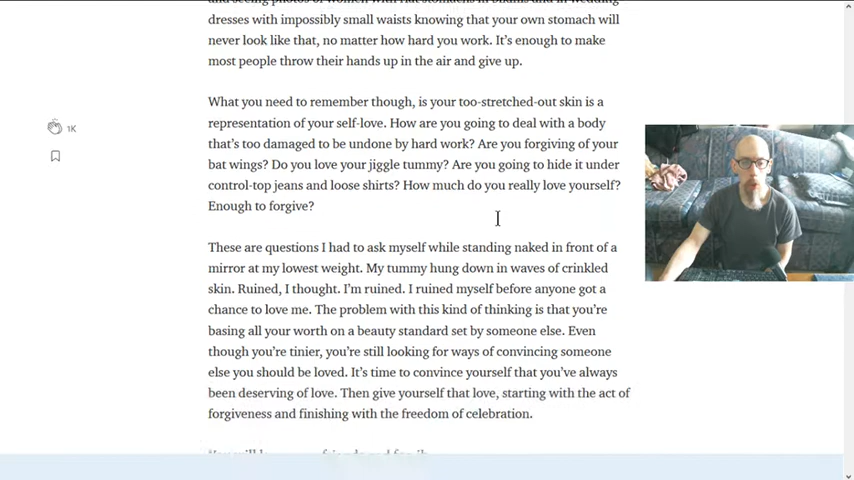 dresses with impossibly small waists knowing that your own stomach will
never look like that, no matter how hard you work. It's enough to make
most people throw their hands up in the air and give up.
What you need to remember though, is your too-stretched-out skin is a
representation of your self-love. How are you going to deal with a body
that's too damaged to be undone by hard work? Are you forgiving of your
bat wings? Do you love your jiggle tummy? Are you going to hide it under
control-top jeans and loose shirts? How much do you really love yourself?
Enough to forgive?
1K
These are questions I had to ask myself while standing naked in front of a
mirror at my lowest weight. My tummy hung down in waves of crinkled
skin. Ruined, I thought. I'm ruined. I ruined myself before anyone got a
chance to love me. The problem with this kind of thinking is that you're
basing all your worth on a beauty standard set by someone else. Even
though you're tinier, you're still looking for ways of convincing someone
else you should be loved. It's time to convince yourself that you've always
been deserving of love. Then give yourself that love, starting with the act of
forgiveness and finishing with the freedom of celebration.